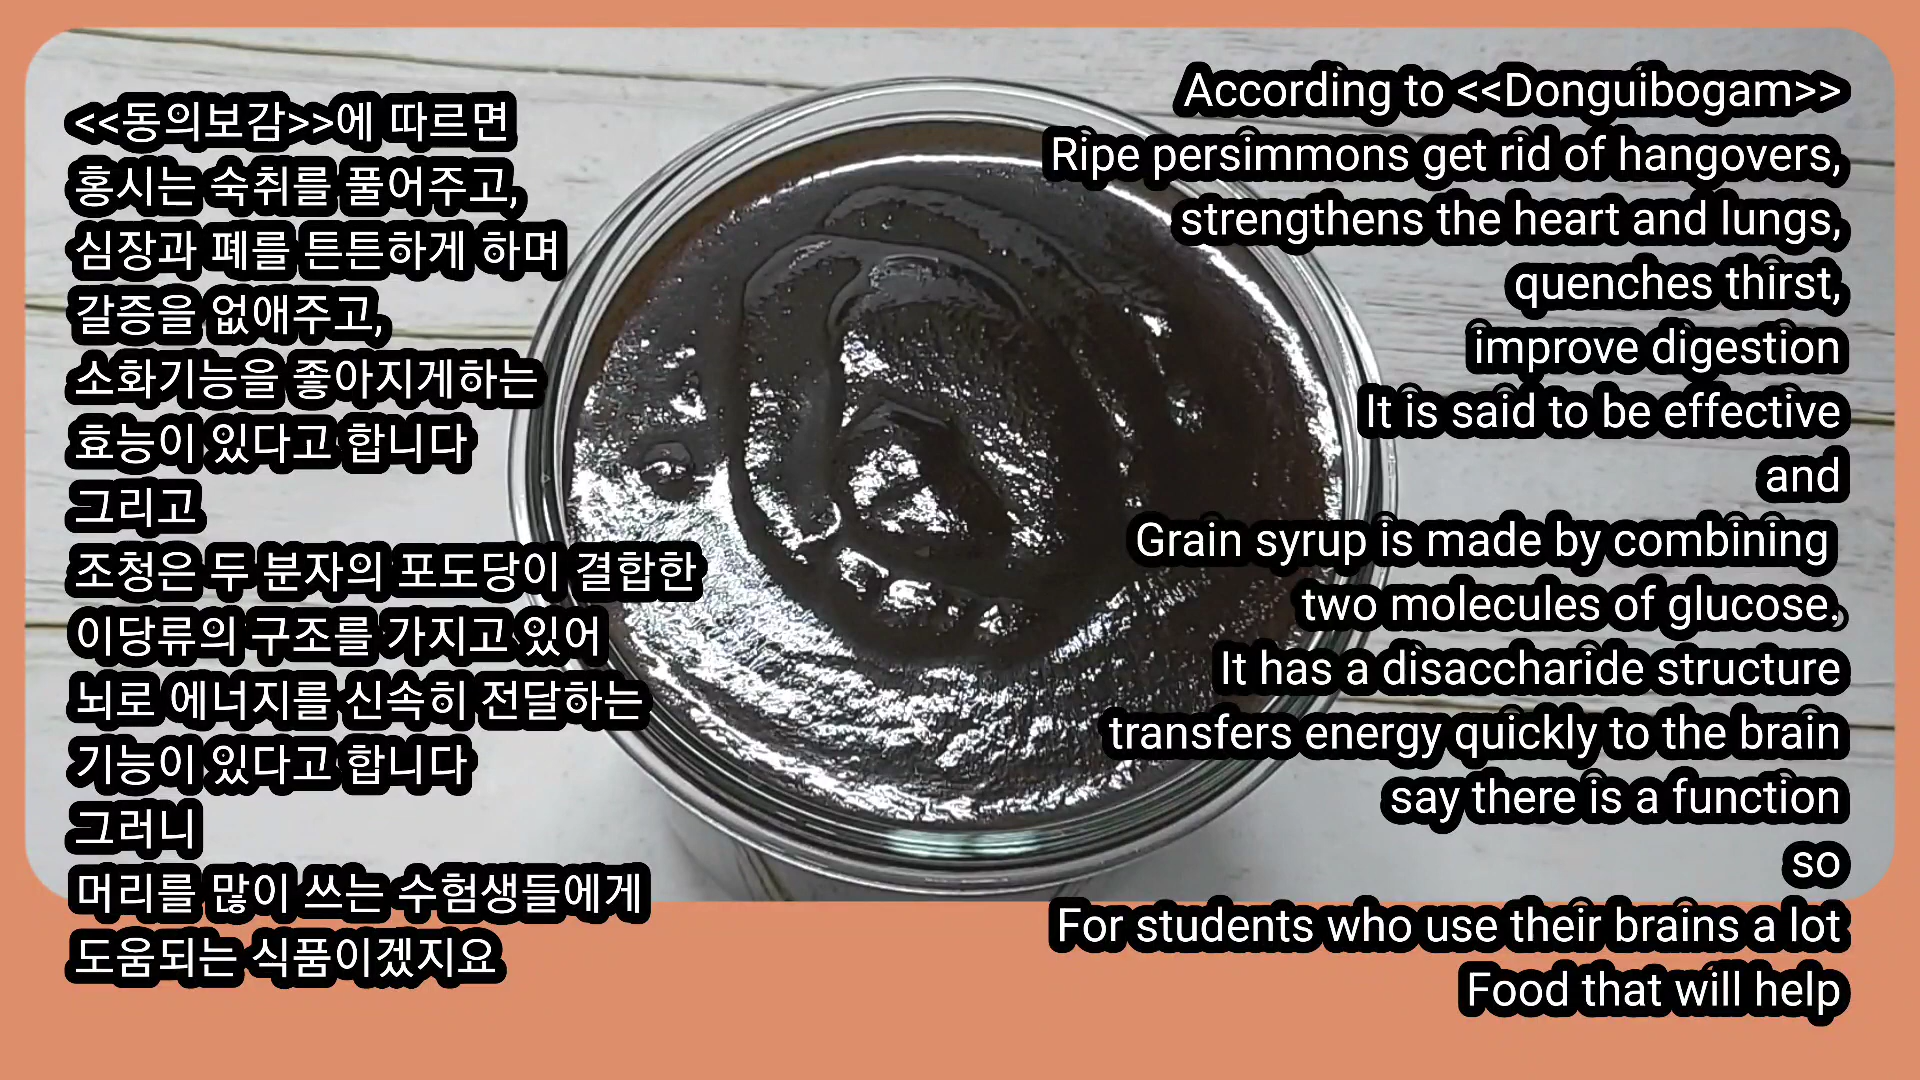 <<동의보감>>에 따르면
홍시는 숙취를 풀어주고,
심장과 폐를 튼튼하게 하며
갈증을 없애주고,
소화기능을 좋아지게하는
효능이 있다고 합니다
그리고
조청은 두 분자의 포도당이 결합한
이당류의 구조를 가지고 있어
뇌로 에너지를 신속히 전달하는
기능이 있다고 합니다
그러니
머리를 많이 쓰는 수험생들에게
도움되는 식품이겠지요
According to <<Donguibogam>>
Ripe persimmons get rid of hangovers,
strengthens the heart and lungs,
quenches thirst,
improve digestion
It is said to be effective
and
Grain syrup is made by combining
two molecules of glucose.
It has a disaccharide structure
transfers energy quickly to the brain
say there is a function
so
For students who use their brains a lot
Food that will help